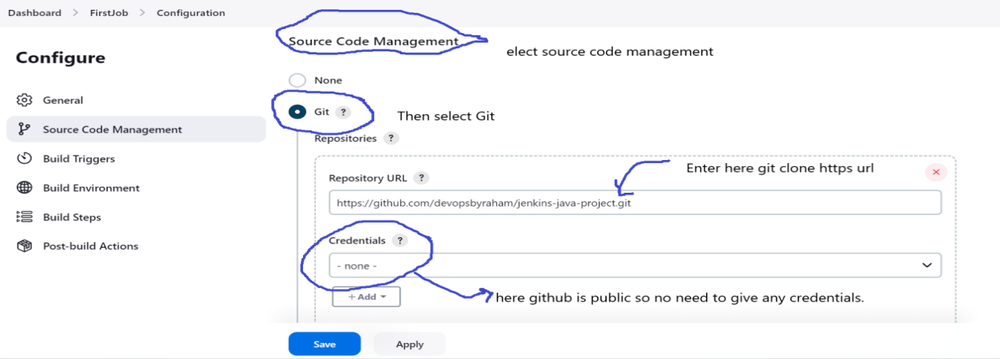 Dashboard > FirstJob > Configuration
Configure
General
Source Code Management
Build Triggers
Build Environment
Build Steps
Post-build Actions
Source Code Management
elect source code management
None
Git ?
Then select Git
Repositories ?
Enter here git clone https url
Repository URL ?
https://github.com/devopsbyraham/jenkins-java-project.git
Credentials ?
- none -
+ Add
here github is public so no need to give any credentials.
Save
Apply